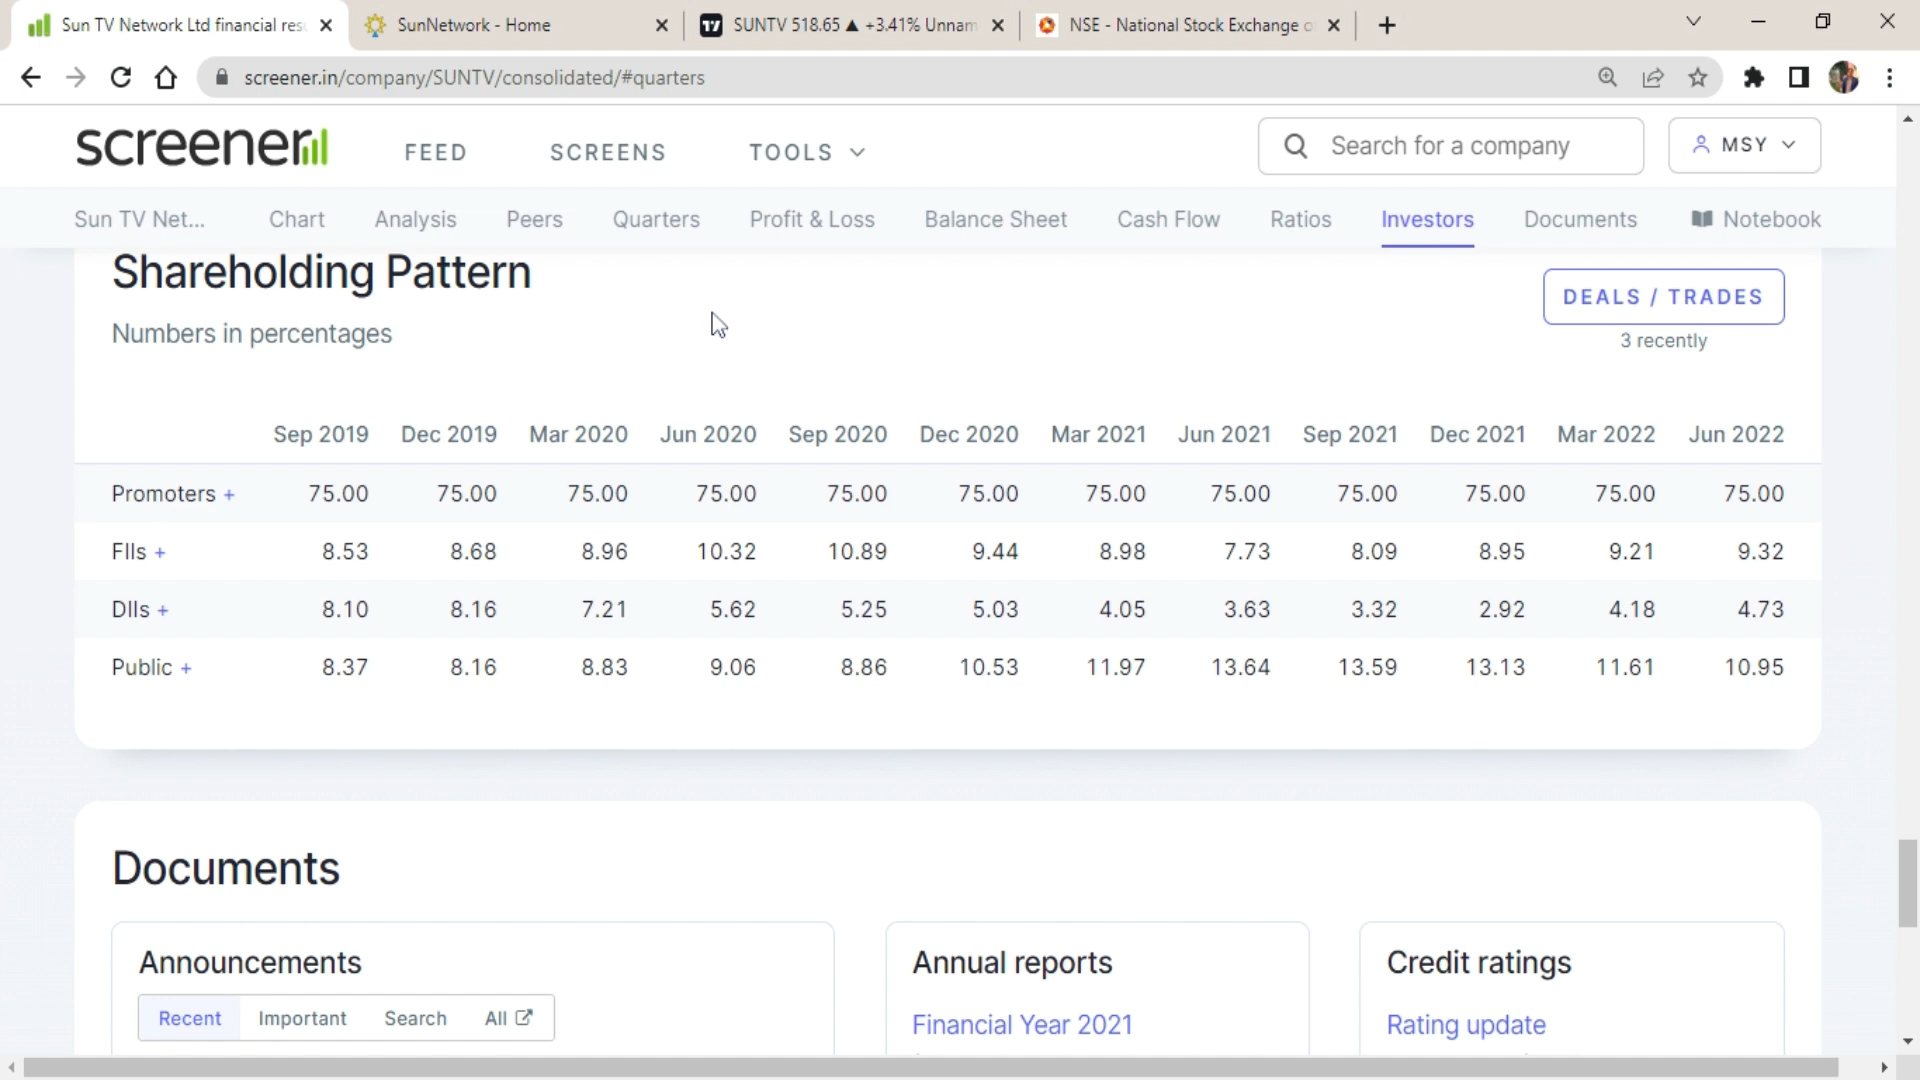 Sun TV Network Ltd financial res
SunNetwork - Home
SUNTV 518.65 ▲ +3.41% Unnam
NSE - National Stock Exchange o
screener.in/company/SUNTV/consolidated/#quarters
screener
FEED
SCREENS
TOOLS
Search for a company
MSY
Sun TV Net...
Chart
Analysis
Peers
Quarters
Profit & Loss
Balance Sheet
Cash Flow
Ratios
Investors
Documents
Notebook
Shareholding Pattern
Numbers in percentages
DEALS / TRADES
3 recently
Sep 2019 Dec 2019 Mar 2020 Jun 2020 Sep 2020 Dec 2020 Mar 2021 Jun 2021 Sep 2021 Dec 2021 Mar 2022 Jun 2022
Promoters + 75.00 75.00 75.00 75.00 75.00 75.00 75.00 75.00 75.00 75.00 75.00 75.00
FIIs + 8.53 8.68 8.96 10.32 10.89 9.44 8.98 7.73 8.09 8.95 9.21 9.32
DIIs + 8.10 8.16 7.21 5.62 5.25 5.03 4.05 3.63 3.32 2.92 4.18 4.73
Public + 8.37 8.16 8.83 9.06 8.86 10.53 11.97 13.64 13.59 13.13 11.61 10.95
Documents
Announcements
Recent
Important
Search
All
Annual reports
Financial Year 2021
Credit ratings
Rating update